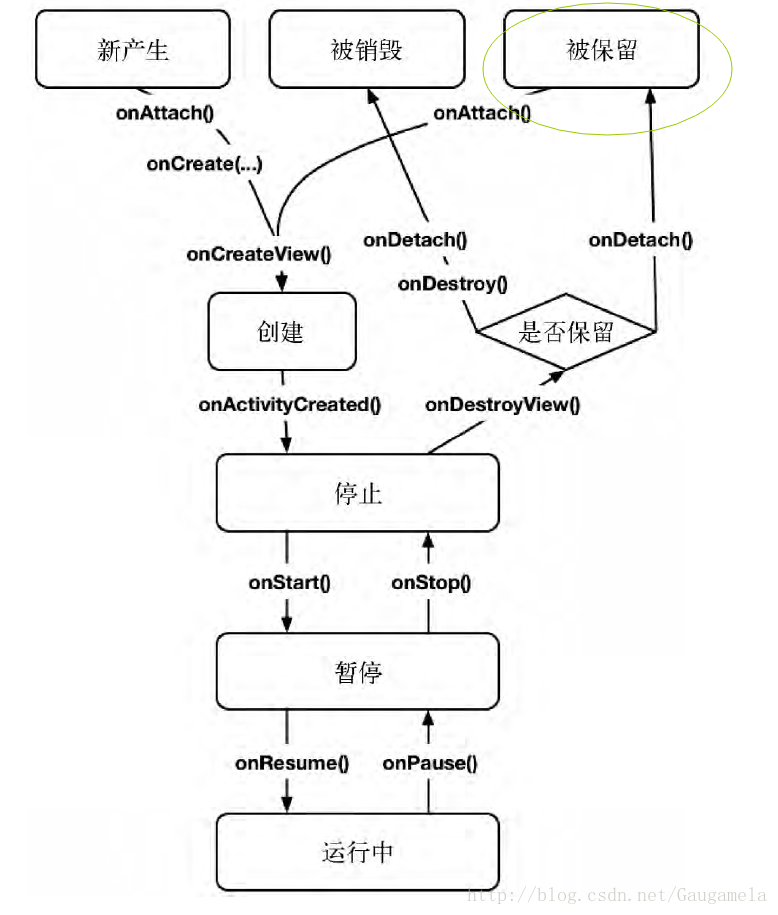 新产生
被销毁
被保留
onAttach()
onAttach()
onCreate(...)
onDetach()
onDetach()
onCreateView()
onDestroy()
创建
是否保留
onActivityCreated()
onDestroyView()
停止
onStart()
onStop()
暂停
onResume()
onPause()
运行中
http://blog.csdn.net/Gaugamela